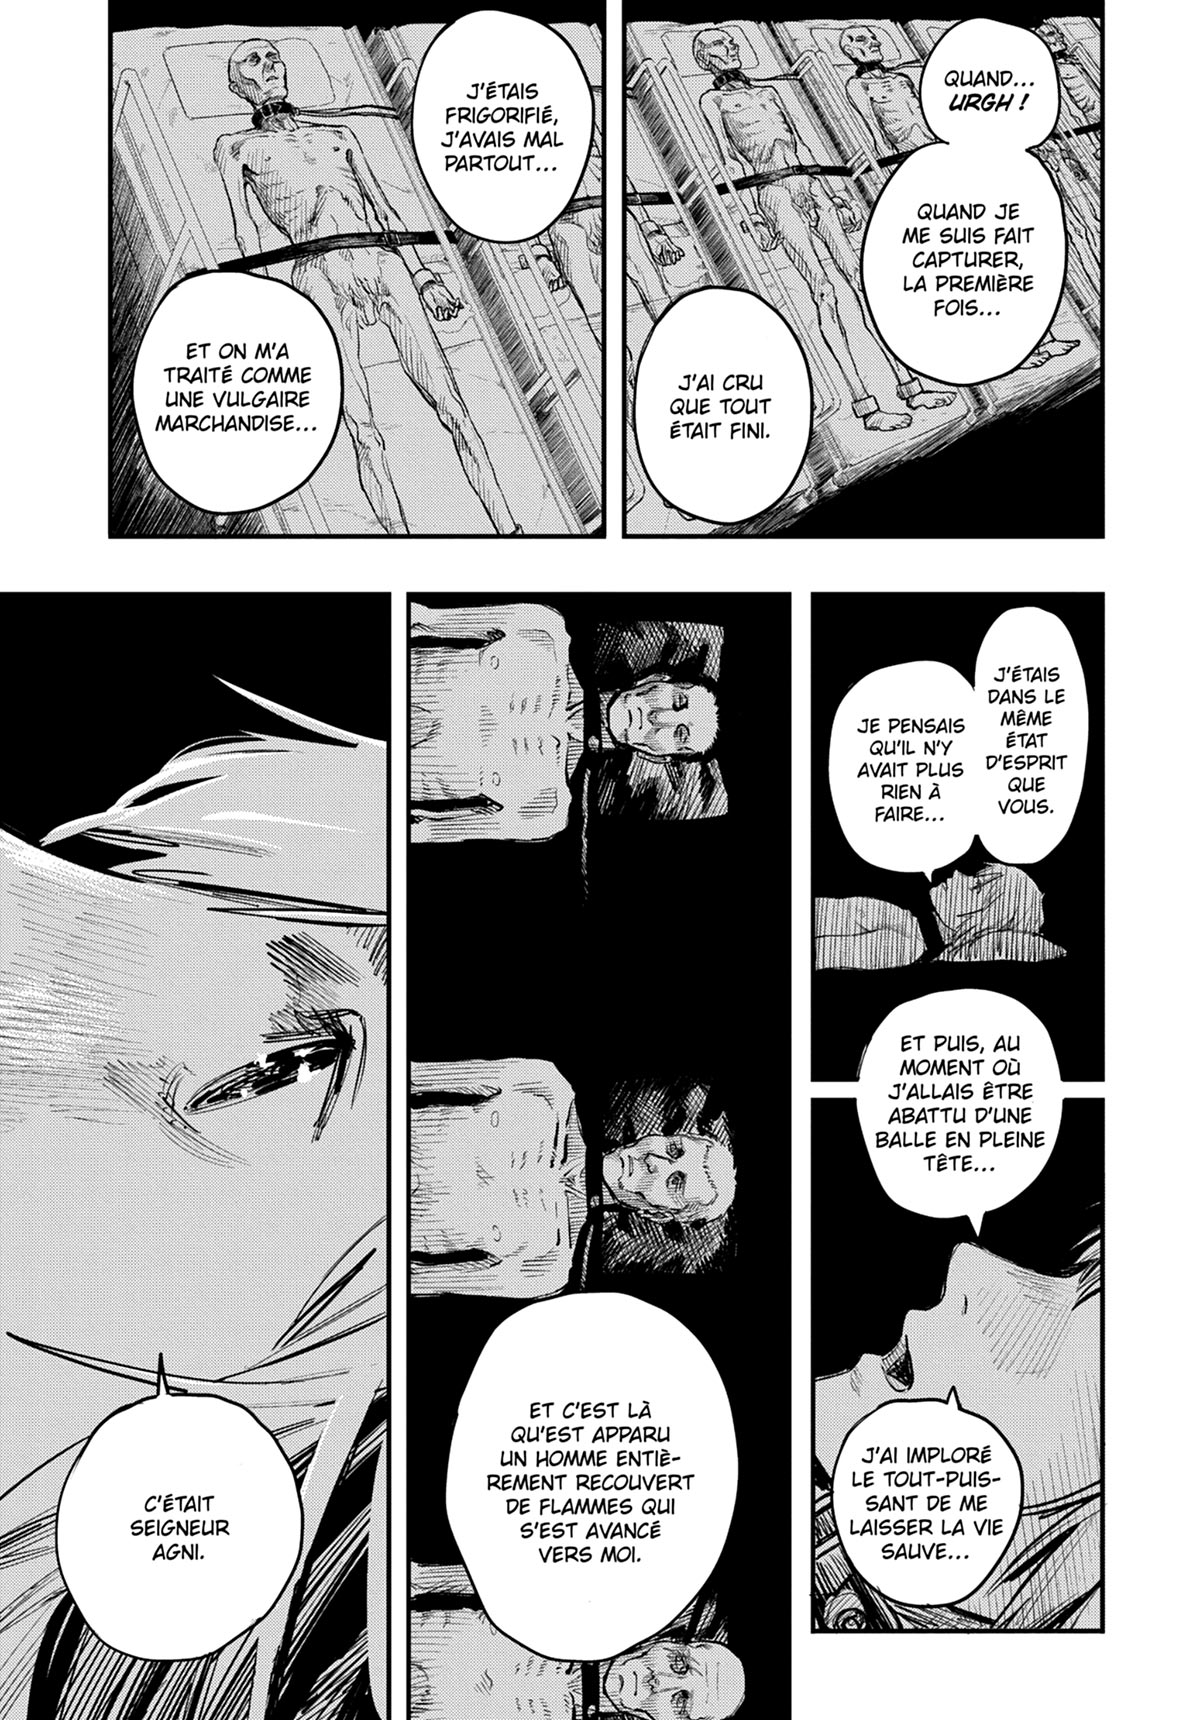 QUAND...
URGH !
QUAND JE
ME SUIS FAIT
CAPTURER,
LA PREMIÈRE
FOIS...
J'AI CRU
QUE TOUT
ÉTAIT FINI.
J'ÉTAIS
FRIGORIFIÉ,
J'AVAIS MAL
PARTOUT...
ET ON M'A
TRAITÉ COMME
UNE VULGAIRE
MARCHANDISE...
J'ÉTAIS
DANS LE
MÊME
ÉTAT
D'ESPRIT
QUE
VOUS.
JE PENSAIS
QU'IL N'Y
AVAIT PLUS
RIEN À
FAIRE...
ET PUIS, AU
MOMENT OÙ
J'ALLAIS ÊTRE
ABATTU D'UNE
BALLE EN PLEINE
TÊTE...
J'AI IMPLORÉ
LE TOUT-PUIS-
SANT DE ME
LAISSER LA VIE
SAUVE...
ET C'EST LÀ
QU'EST APPARU
UN HOMME ENTIÈ-
REMENT RECOUVERT
DE FLAMMES QUI
S'EST AVANCÉ
VERS MOI.
C'ÉTAIT
SEIGNEUR
AGNI.